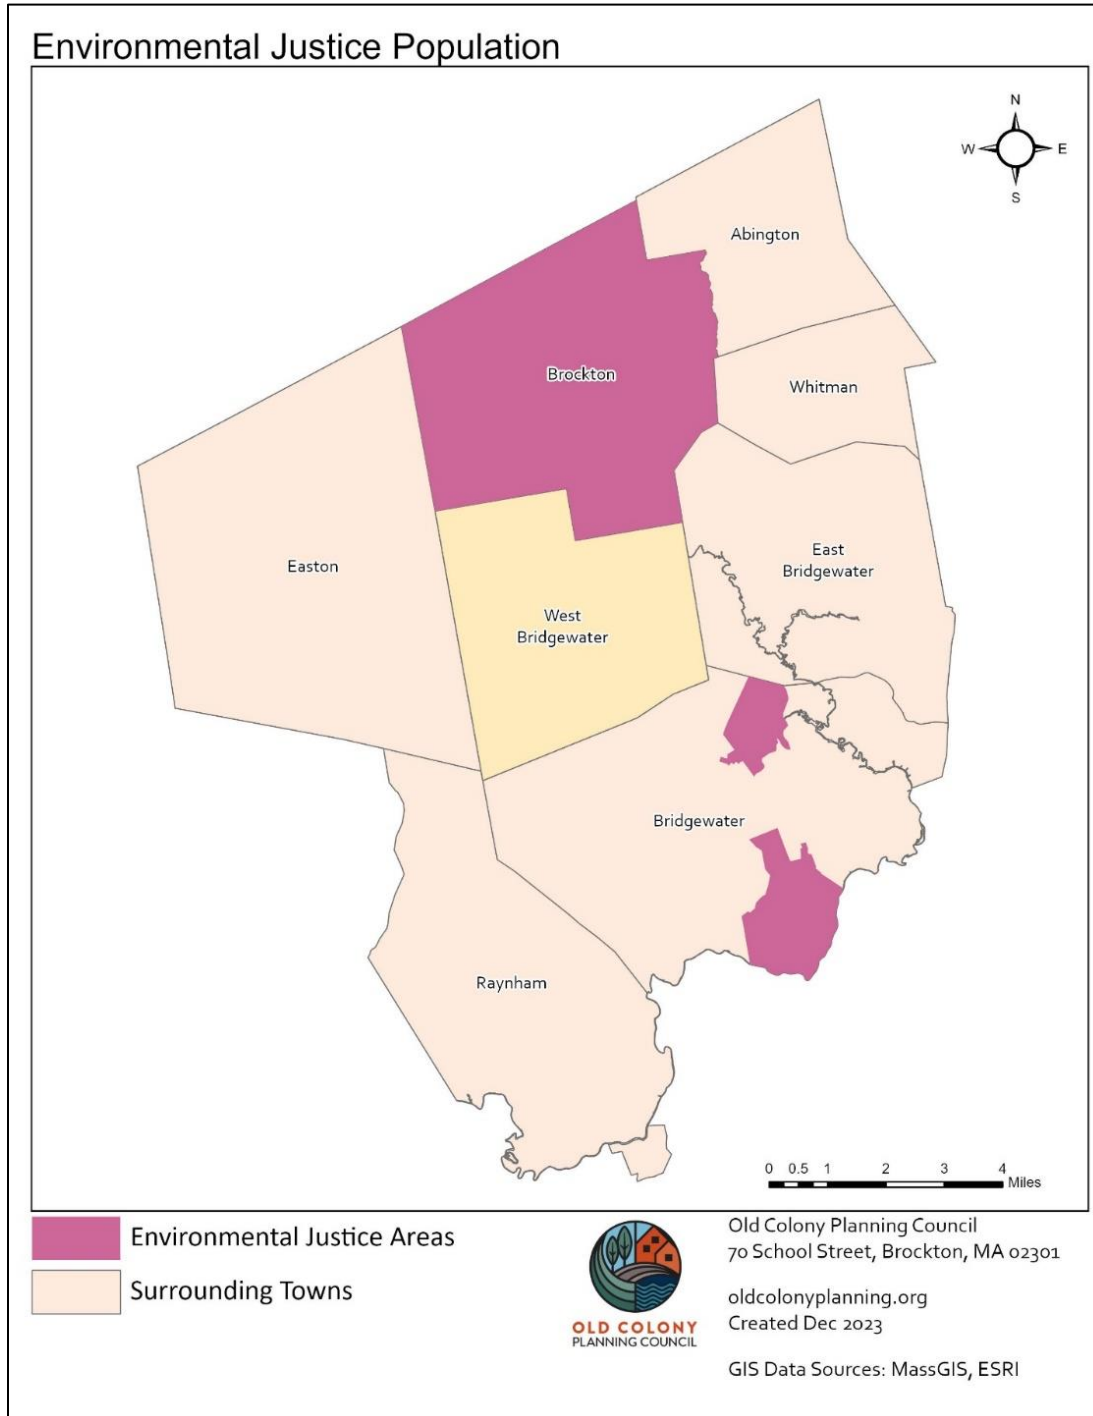 Environmental Justice Population
N
W E
S
Abington
Brockton
Whitman
Easton
East
Bridgewater
West
Bridgewater
Bridgewater
Raynham
0 0.5 1 2 3 4
Miles
Environmental Justice Areas
Surrounding Towns
OLD COLONY
PLANNING COUNCIL
Old Colony Planning Council
70 School Street, Brockton, MA 02301
oldcolonyplanning.org
Created Dec 2023
GIS Data Sources: MassGIS, ESRI